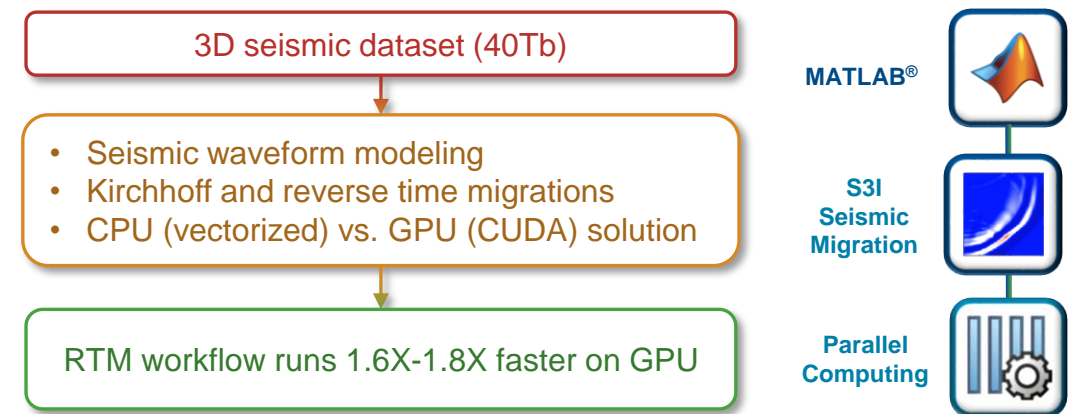 3D seismic dataset (40Tb)
• Seismic waveform modeling
• Kirchhoff and reverse time migrations
• CPU (vectorized) vs. GPU (CUDA) solution
RTM workflow runs 1.6X-1.8X faster on GPU
MATLAB®
S3I
Seismic
Migration
Parallel
Computing